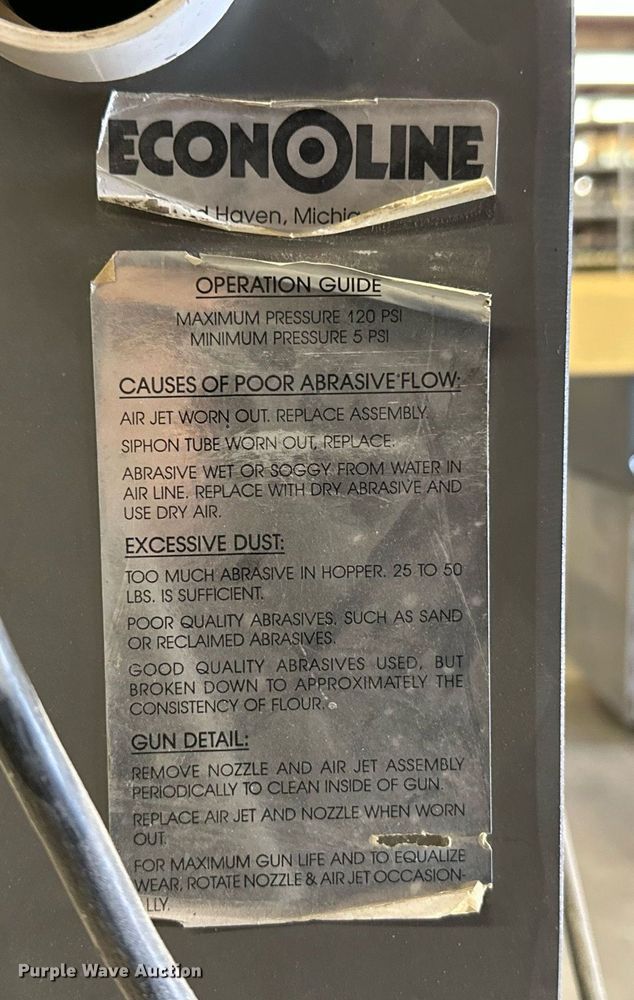 ECONOLINE
d Haven, Michig
OPERATION GUIDE
MAXIMUM PRESSURE 120 PSI
MINIMUM PRESSURE 5 PSI
CAUSES OF POOR ABRASIVE FLOW:
AIR JET WORN OUT. REPLACE ASSEMBLY.
SIPHON TUBE WORN OUT, REPLACE.
ABRASIVE WET OR SOGGY FROM WATER IN
AIR LINE. REPLACE WITH DRY ABRASIVE AND
USE DRY AIR.
EXCESSIVE DUST:
TOO MUCH ABRASIVE IN HOPPER. 25 TO 50
LBS. IS SUFFICIENT.
POOR QUALITY ABRASIVES, SUCH AS SAND
OR RECLAIMED ABRASIVES.
GOOD QUALITY ABRASIVES USED, BUT
BROKEN DOWN TO APPROXIMATELY THE
CONSISTENCY OF FLOUR.
GUN DETAIL:
REMOVE NOZZLE AND AIR JET ASSEMBLY
PERIODICALLY TO CLEAN INSIDE OF GUN.
REPLACE AIR JET AND NOZZLE WHEN WORN
OUT.
FOR MAXIMUM GUN LIFE AND TO EQUALIZE
WEAR, ROTATE NOZZLE & AIR JET OCCASION-
LLY.
Purple Wave Auction